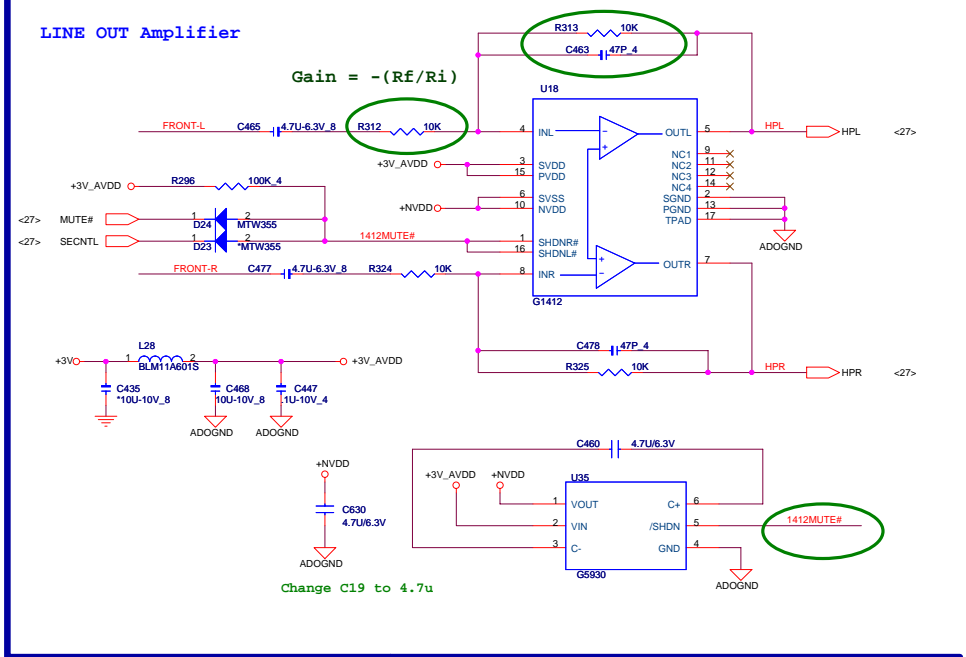 LINE OUT Amplifier
R313 10K
C463 47P_4
Gain = -(Rf/Ri)
U18
FRONT-L C465 4.7U-6.3V_8 R312 10K 4 INL OUTL 5 HPL HPL <27>
NC1 9
+3V_AVDD 3 SVDD NC2 11
15 PVDD NC3 12
+3V_AVDD R296 100K_4 NC4 14
6 SVSS SGND 2
+NVDD 10 NVDD PGND 13
<27> MUTE# 1 2 TPAD 17
D24 MTW355
<27> SECNTL 1 2 1412MUTE# 1 SHDNR# ADOGND
D23 *MTW355 16 SHDNL#
FRONT-R C477 4.7U-6.3V_8 R324 10K 8 INR OUTR 7
G1412
L28 C478 47P_4
+3V 1 2 +3V_AVDD
BLM11A601S R325 10K HPR HPR <27>
C435 C468 C447
*10U-10V_8 10U-10V_8 .1U-10V_4
ADOGND ADOGND
C460 4.7U/6.3V
+NVDD +3V_AVDD +NVDD U35
1 VOUT C+ 6
C630 1412MUTE#
4.7U/6.3V 2 VIN /SHDN 5
3 C- GND 4
ADOGND G5930 ADOGND
Change C19 to 4.7u